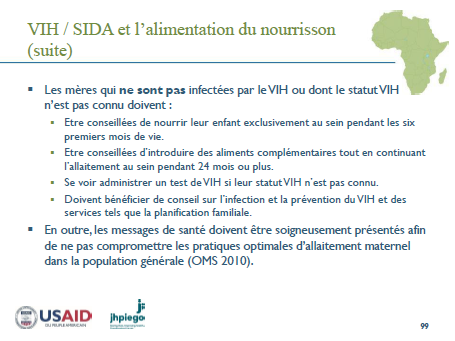 VIH / SIDA et l'alimentation du nourrisson
(suite)
▪ Les mères qui ne sont pas infectées par le VIH ou dont le statut VIH
n'est pas connu doivent :
▪ Etre conseillées de nourrir leur enfant exclusivement au sein pendant les six
premiers mois de vie.
▪ Etre conseillées d'introduire des aliments complémentaires tout en continuant
l'allaitement au sein pendant 24 mois ou plus.
▪ Se voir administrer un test de VIH si leur statut VIH n'est pas connu.
▪ Doivent bénéficier de conseil sur l'infection et la prévention du VIH et des
services tels que la planification familiale.
▪ En outre, les messages de santé doivent être soigneusement présentés afin
de ne pas compromettre les pratiques optimales d'allaitement maternel
dans la population générale (OMS 2010).
USAID
jhpiego
99